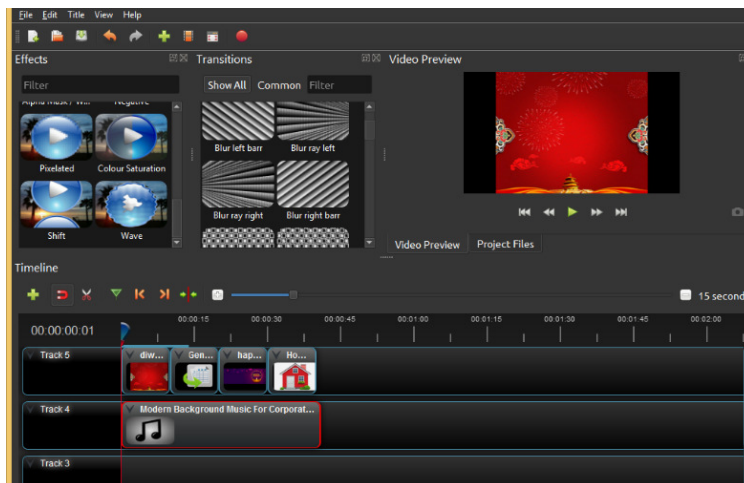 File Edit Title View Help
Effects
Transitions
Video Preview
Filter
Show All Common Filter
Negative
Pixelated
Colour Saturation
Shift
Wave
Blur left barr
Blur ray left
Blur ray right
Blur right barr
Video Preview
Project Files
Timeline
15 second
00:00:00:01
00:00:15
00:00:30
00:00:45
00:01:00
00:01:15
00:01:30
00:01:45
00:02:00
Track 5
diw...
Gen...
hap...
Ho...
Track 4
Modern Background Music For Corporat...
Track 3